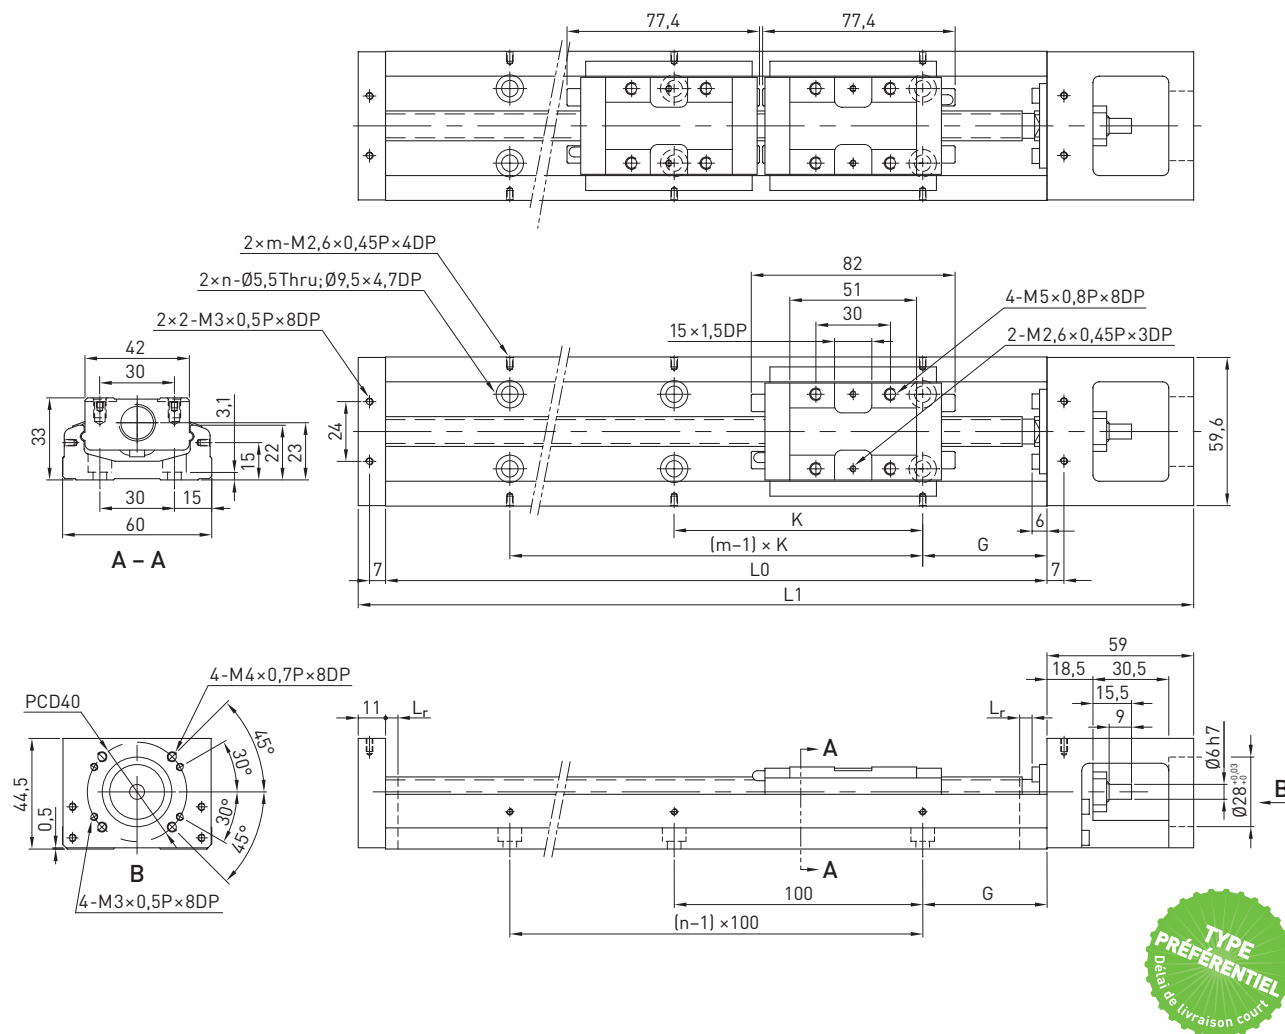 77,4
77,4
2×m-M2,6×0,45P×4DP
2×n-Ø5,5Thru;Ø9,5×4,7DP
2×2-M3×0,5P×8DP
82
51
30
15×1,5DP
4-M5×0,8P×8DP
2-M2,6×0,45P×3DP
42
30
33
3,1
15
22
23
30
15
60
A – A
24
59,6
K
6
(m–1) × K
G
7
L0
7
L1
4-M4×0,7P×8DP
PCD40
45°
30°
30°
45°
44,5
0,5
B
4-M3×0,5P×8DP
59
18,5
30,5
15,5
9
11
Lr
Lr
A
A
Ø6h7
Ø28 +0,03 +0
B
100
G
(n–1) ×100
TYPE
PRÉFÉRENTIEL
Délai de livraison court